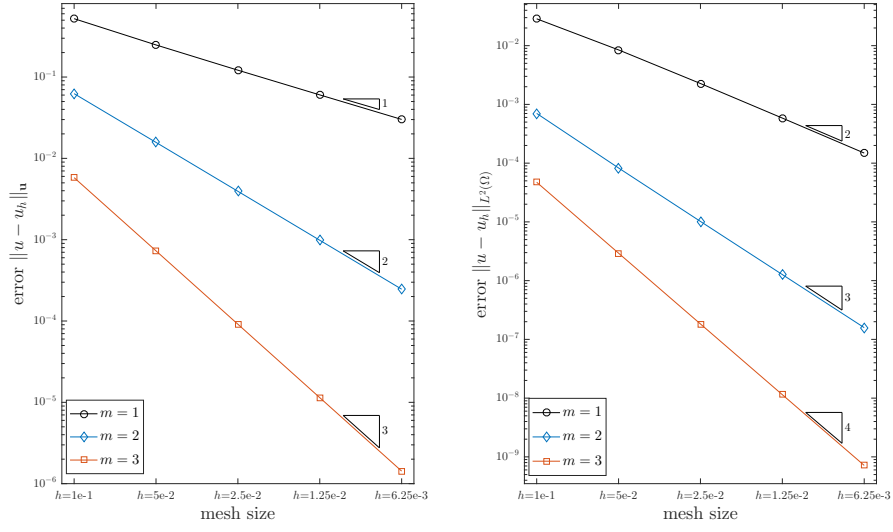 error ‖u − u_h‖_𝐮
10^{-1}
10^{-2}
10^{-3}
10^{-4}
10^{-5}
10^{-6}
1
2
3
m = 1
m = 2
m = 3
h=1e-1 h=5e-2 h=2.5e-2 h=1.25e-2 h=6.25e-3
mesh size
error ‖u − u_h‖_{L^2(Ω)}
10^{-2}
10^{-3}
10^{-4}
10^{-5}
10^{-6}
10^{-7}
10^{-8}
10^{-9}
2
3
4
m = 1
m = 2
m = 3
h=1e-1 h=5e-2 h=2.5e-2 h=1.25e-2 h=6.25e-3
mesh size